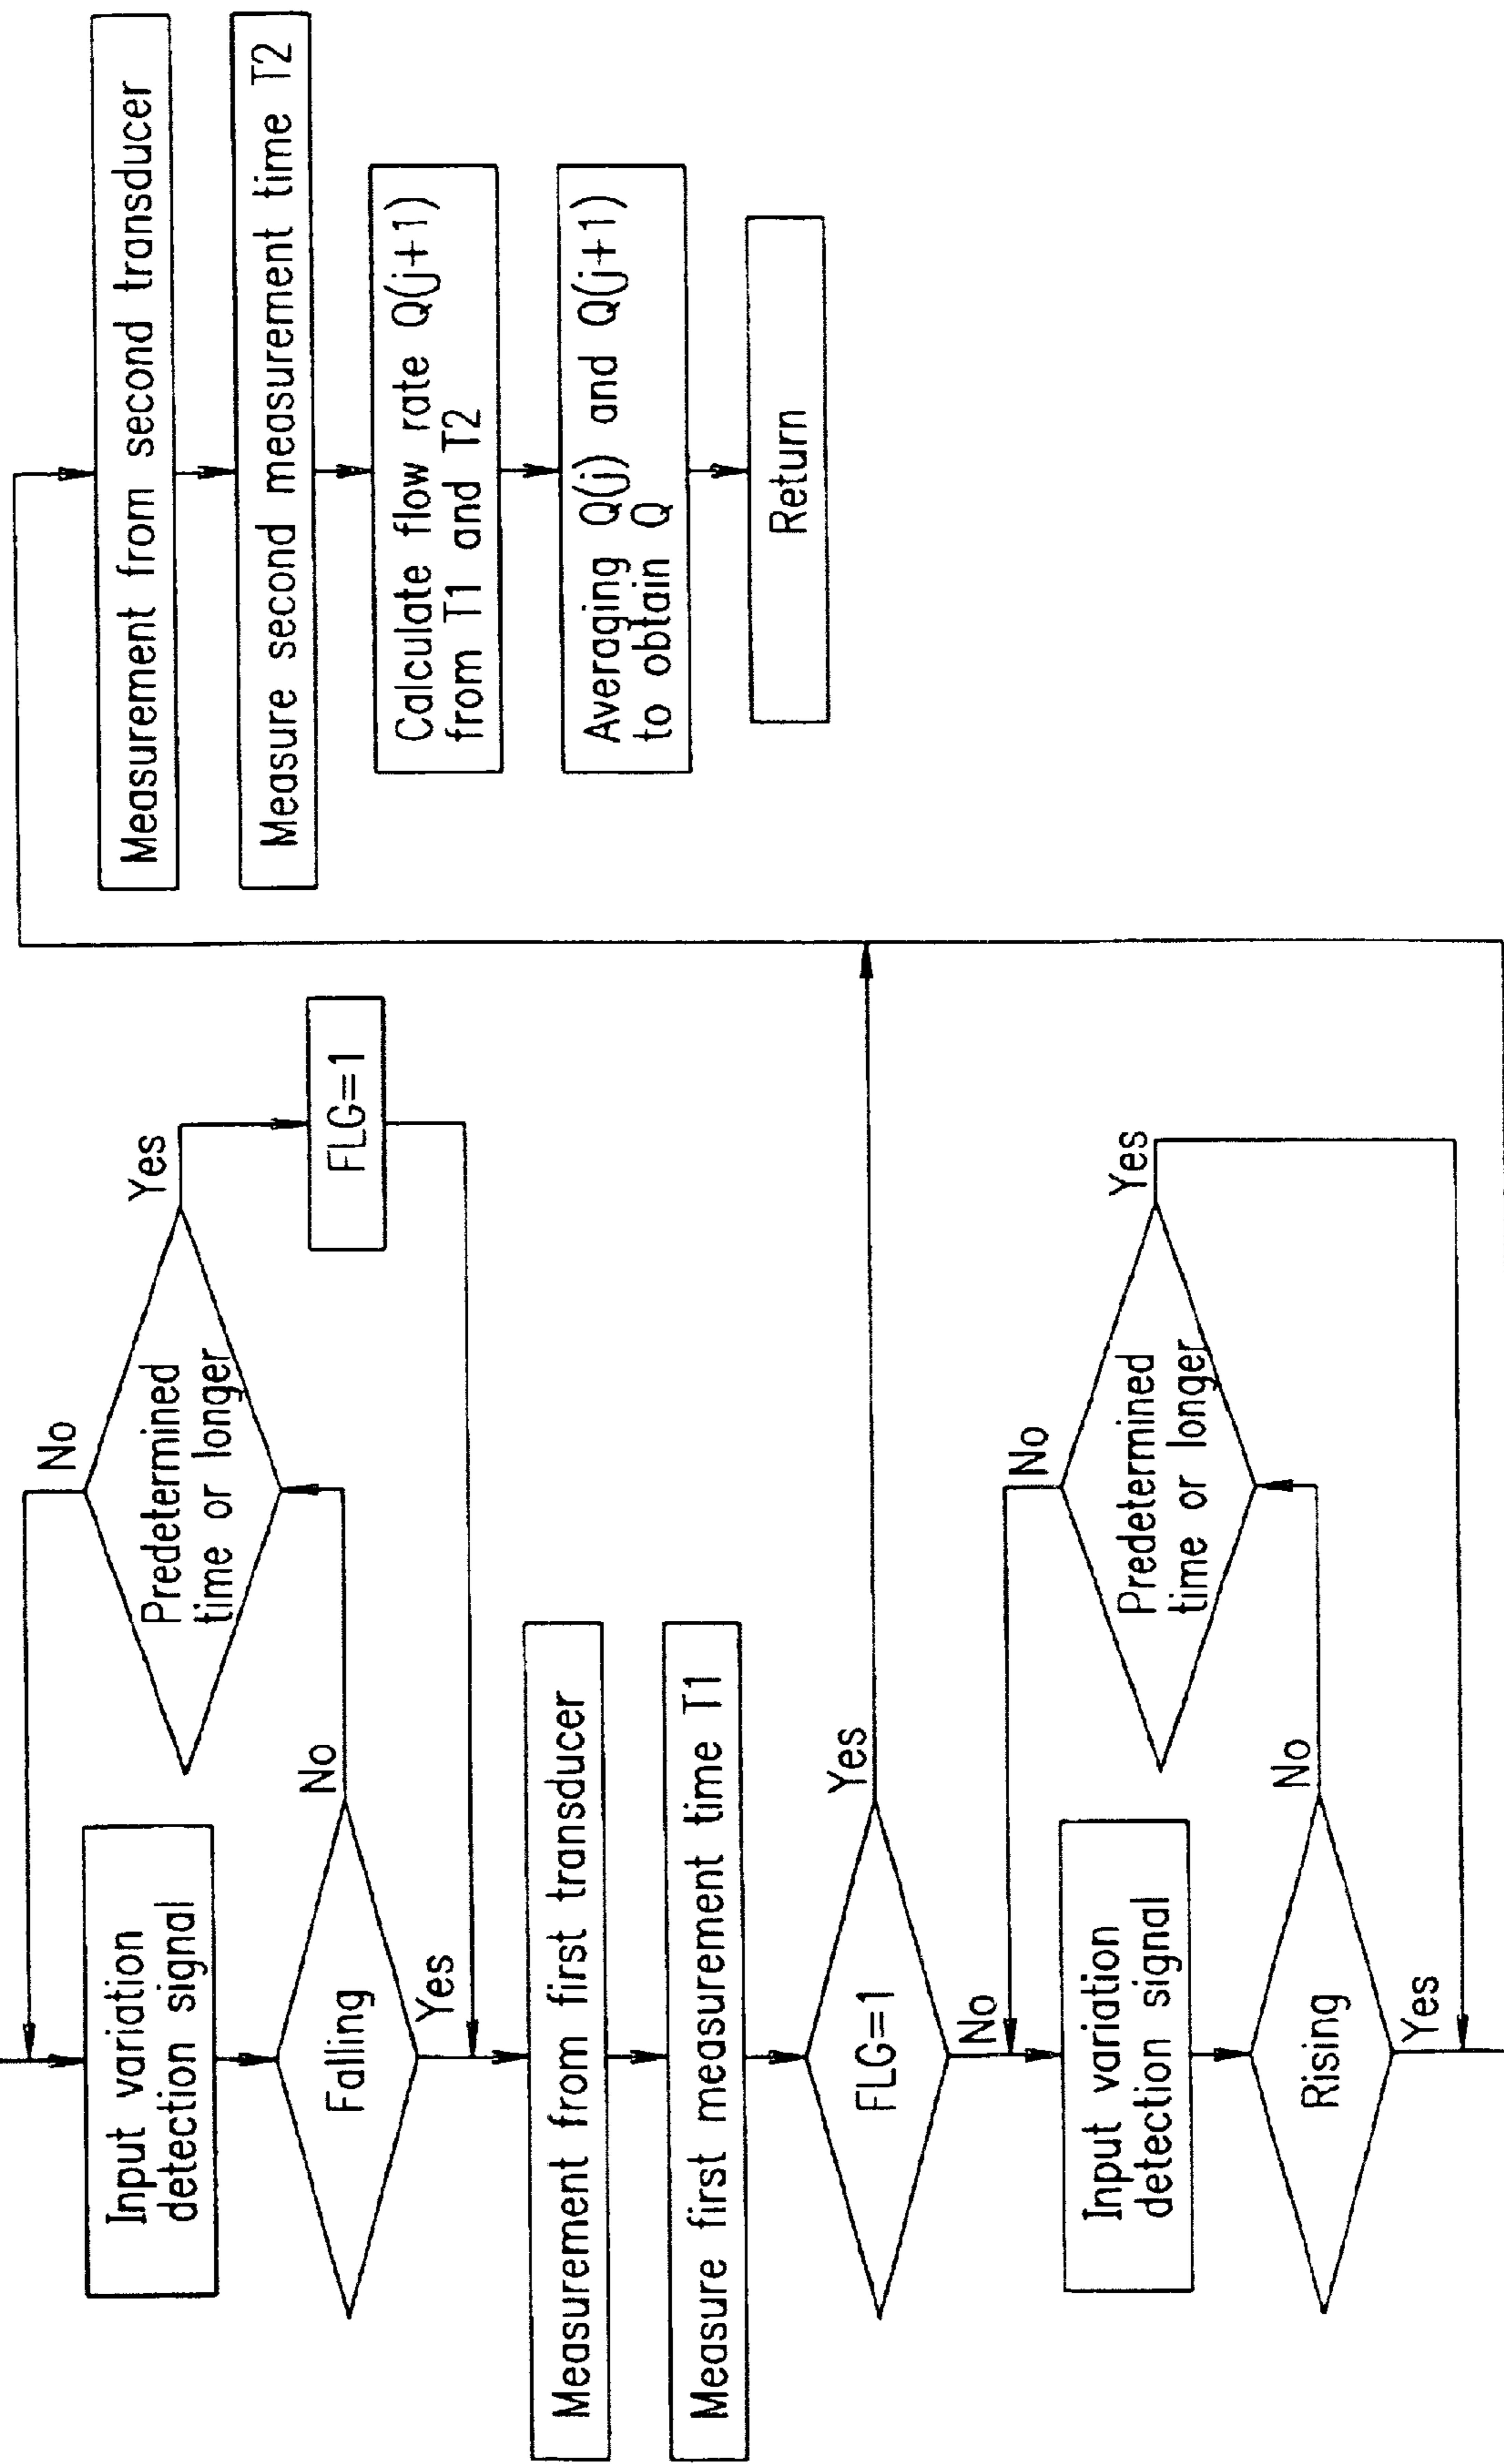 Input variation
detection signal
No
Predetermined
time or longer
Yes
Falling
No
FLG=1
Yes
Measurement from first transducer
Measure first measurement time T1
FLG=1
Yes
No
Input variation
detection signal
No
Predetermined
time or longer
Yes
Rising
No
Yes
Measurement from second transducer
Measure second measurement time T2
Calculate flow rate Q(j+1)
from T1 and T2
Averaging Q(j) and Q(j+1)
to obtain Q
Return